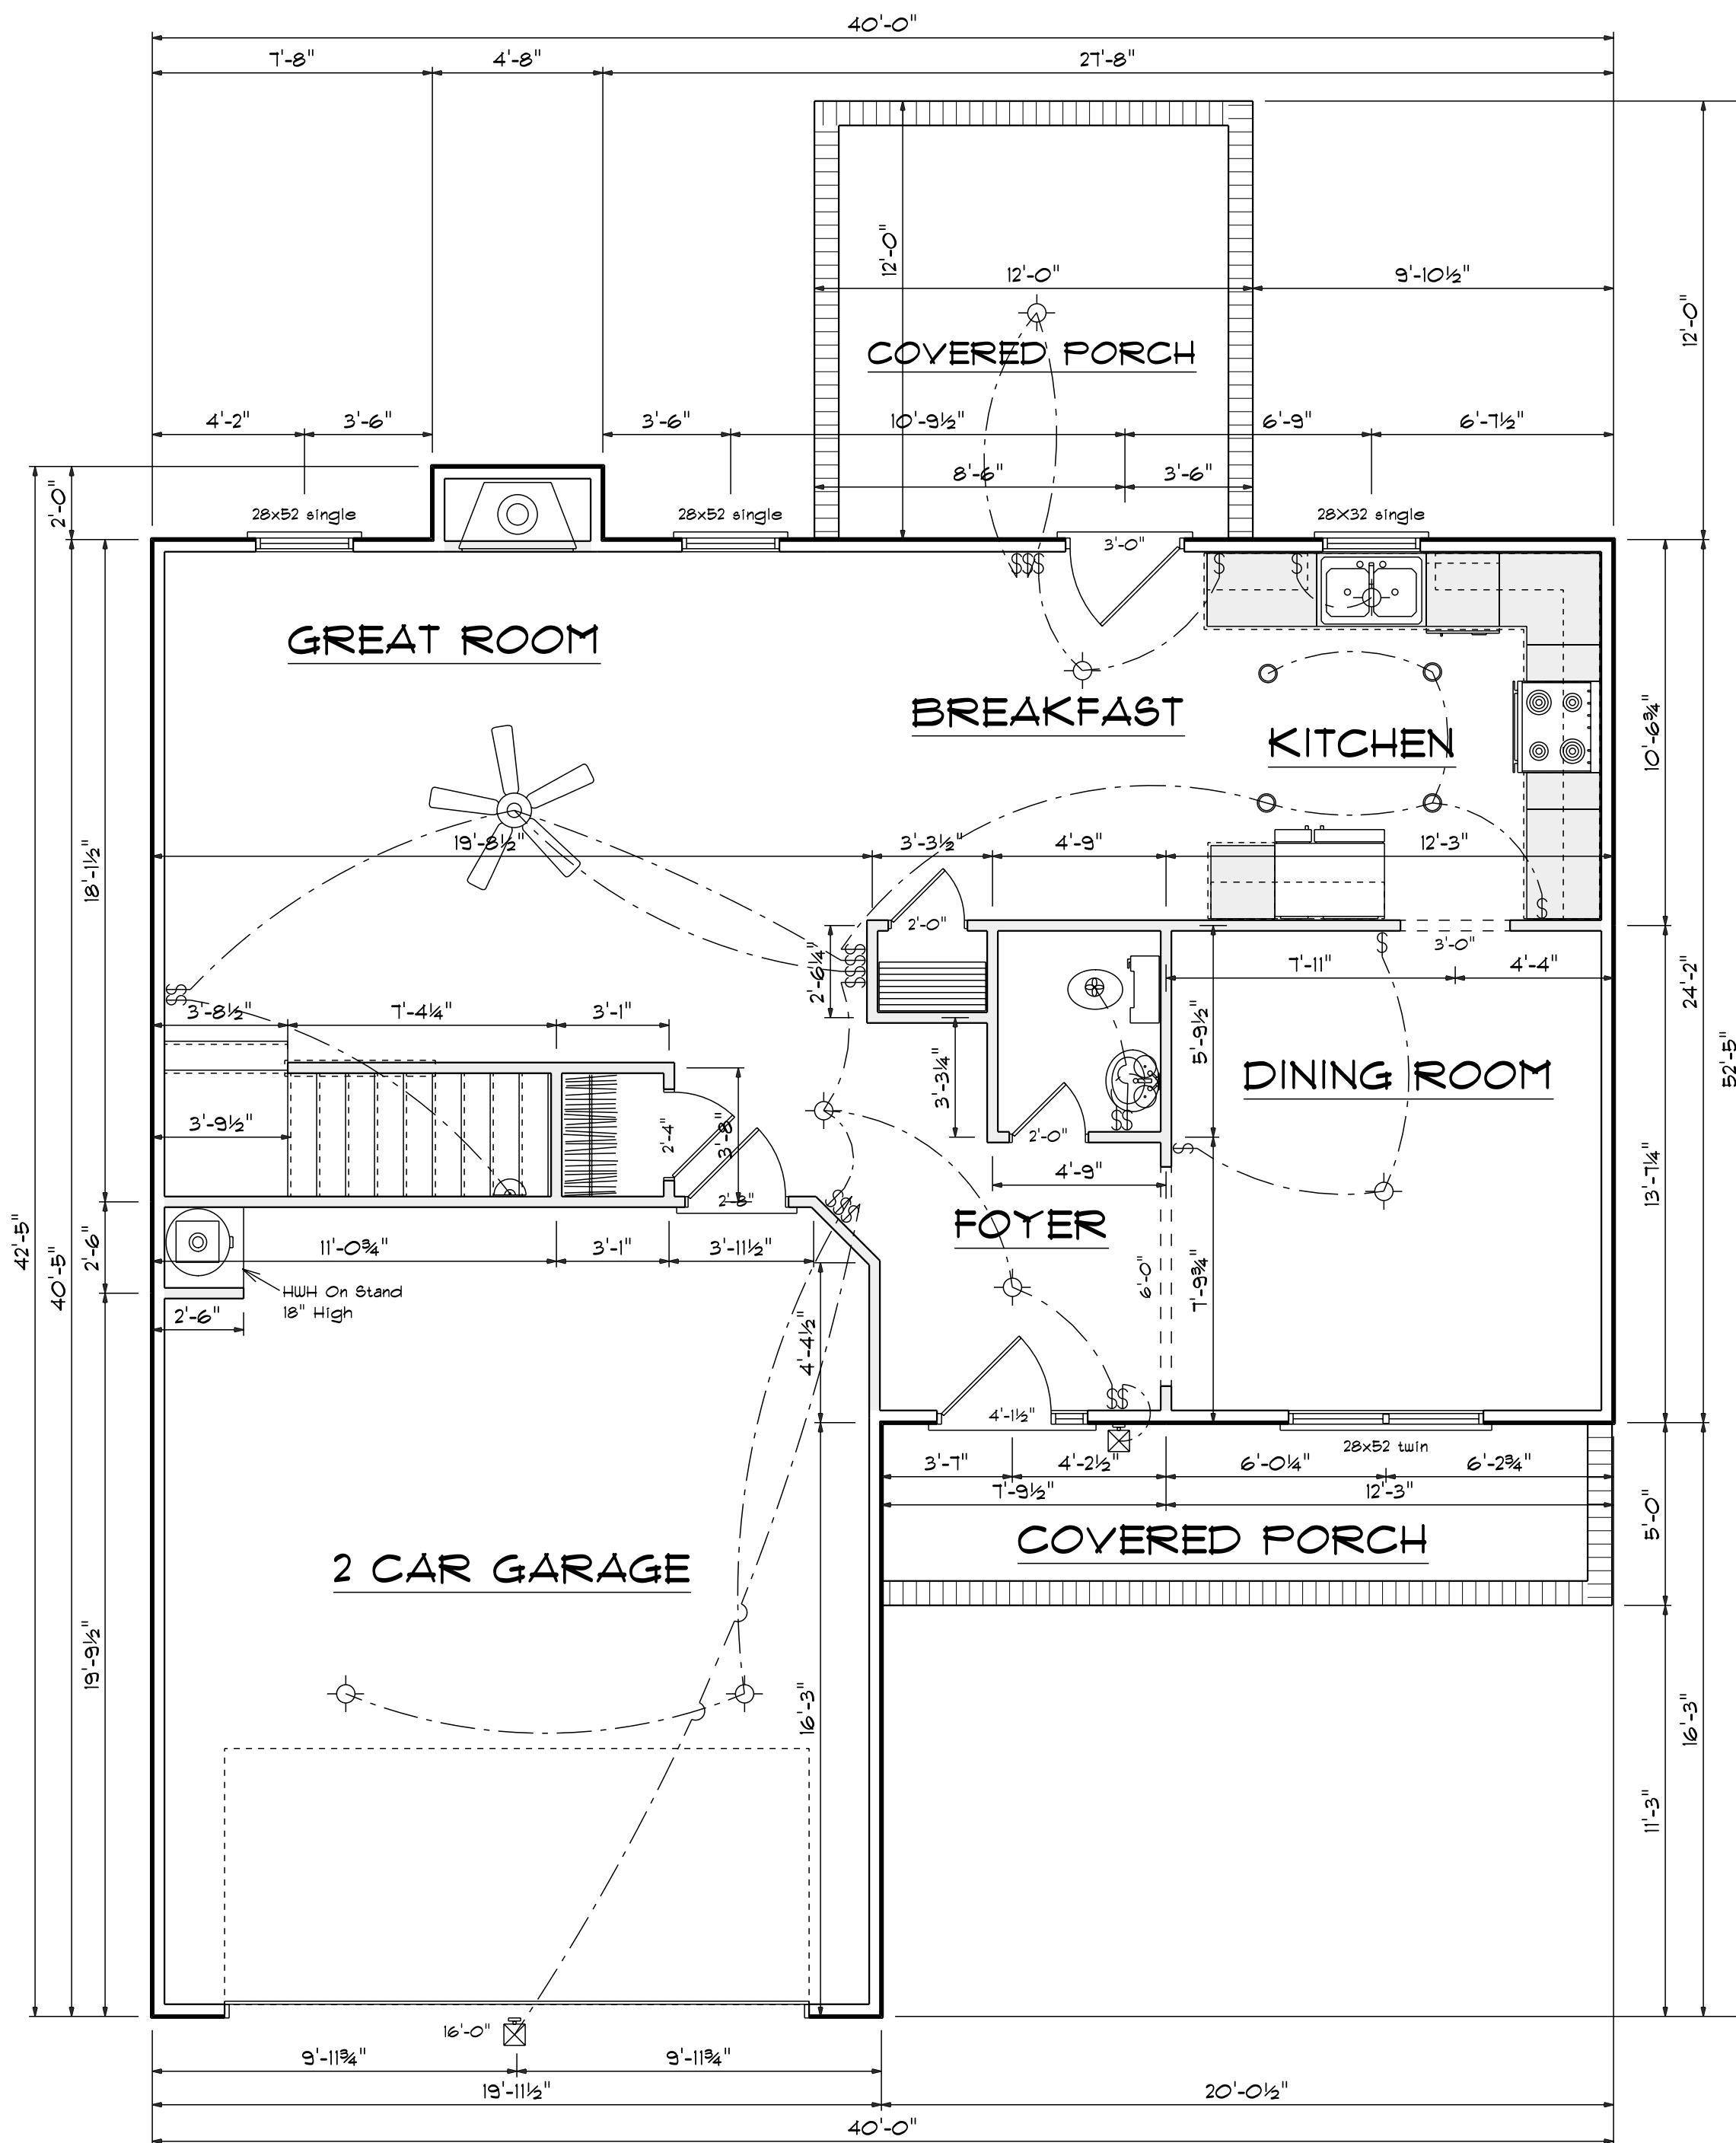 40'-0"
7'-8" 4'-8" 27'-8"
12'-0"
12'-0" 9'-10½"
12'-0"
COVERED PORCH
4'-2" 3'-6" 3'-6" 10'-9½" 6'-9" 6'-7½"
8'-6" 3'-6"
2'-0"
28x52 single 28x52 single 28X32 single
3'-0"
$$$ $ $
GREAT ROOM
BREAKFAST
KITCHEN
10'-6¾"
19'-8½" 3'-3½" 4'-9" 12'-3"
18'-1½"
2'-0"
$
$
3'-0"
$$$$
2'-6¼"
7'-11" 4'-4"
24'-2"
$$
3'-8½" 7'-4¼" 3'-1"
5'-9½"
52'-5"
3'-3¼"
DINING ROOM
3'-9½"
2'-4"
3'-8"
$$
2'-0"
$
4'-9"
13'-7¼"
2'-8"
$$$
FOYER
42'-5"
40'-5"
2'-6"
11'-0¾" 3'-1" 3'-11½"
6'-0"
7'-9¾"
HWH On Stand
18" High
2'-6"
4'-4½"
$$
4'-1½"
28x52 twin
3'-7" 4'-2½" 6'-0¼" 6'-2¾"
7'-9½" 12'-3"
5'-0"
COVERED PORCH
2 CAR GARAGE
19'-9½"
16'-3"
16'-3"
11'-3"
16'-0"
9'-11¾" 9'-11¾"
19'-11½" 20'-0½"
40'-0"